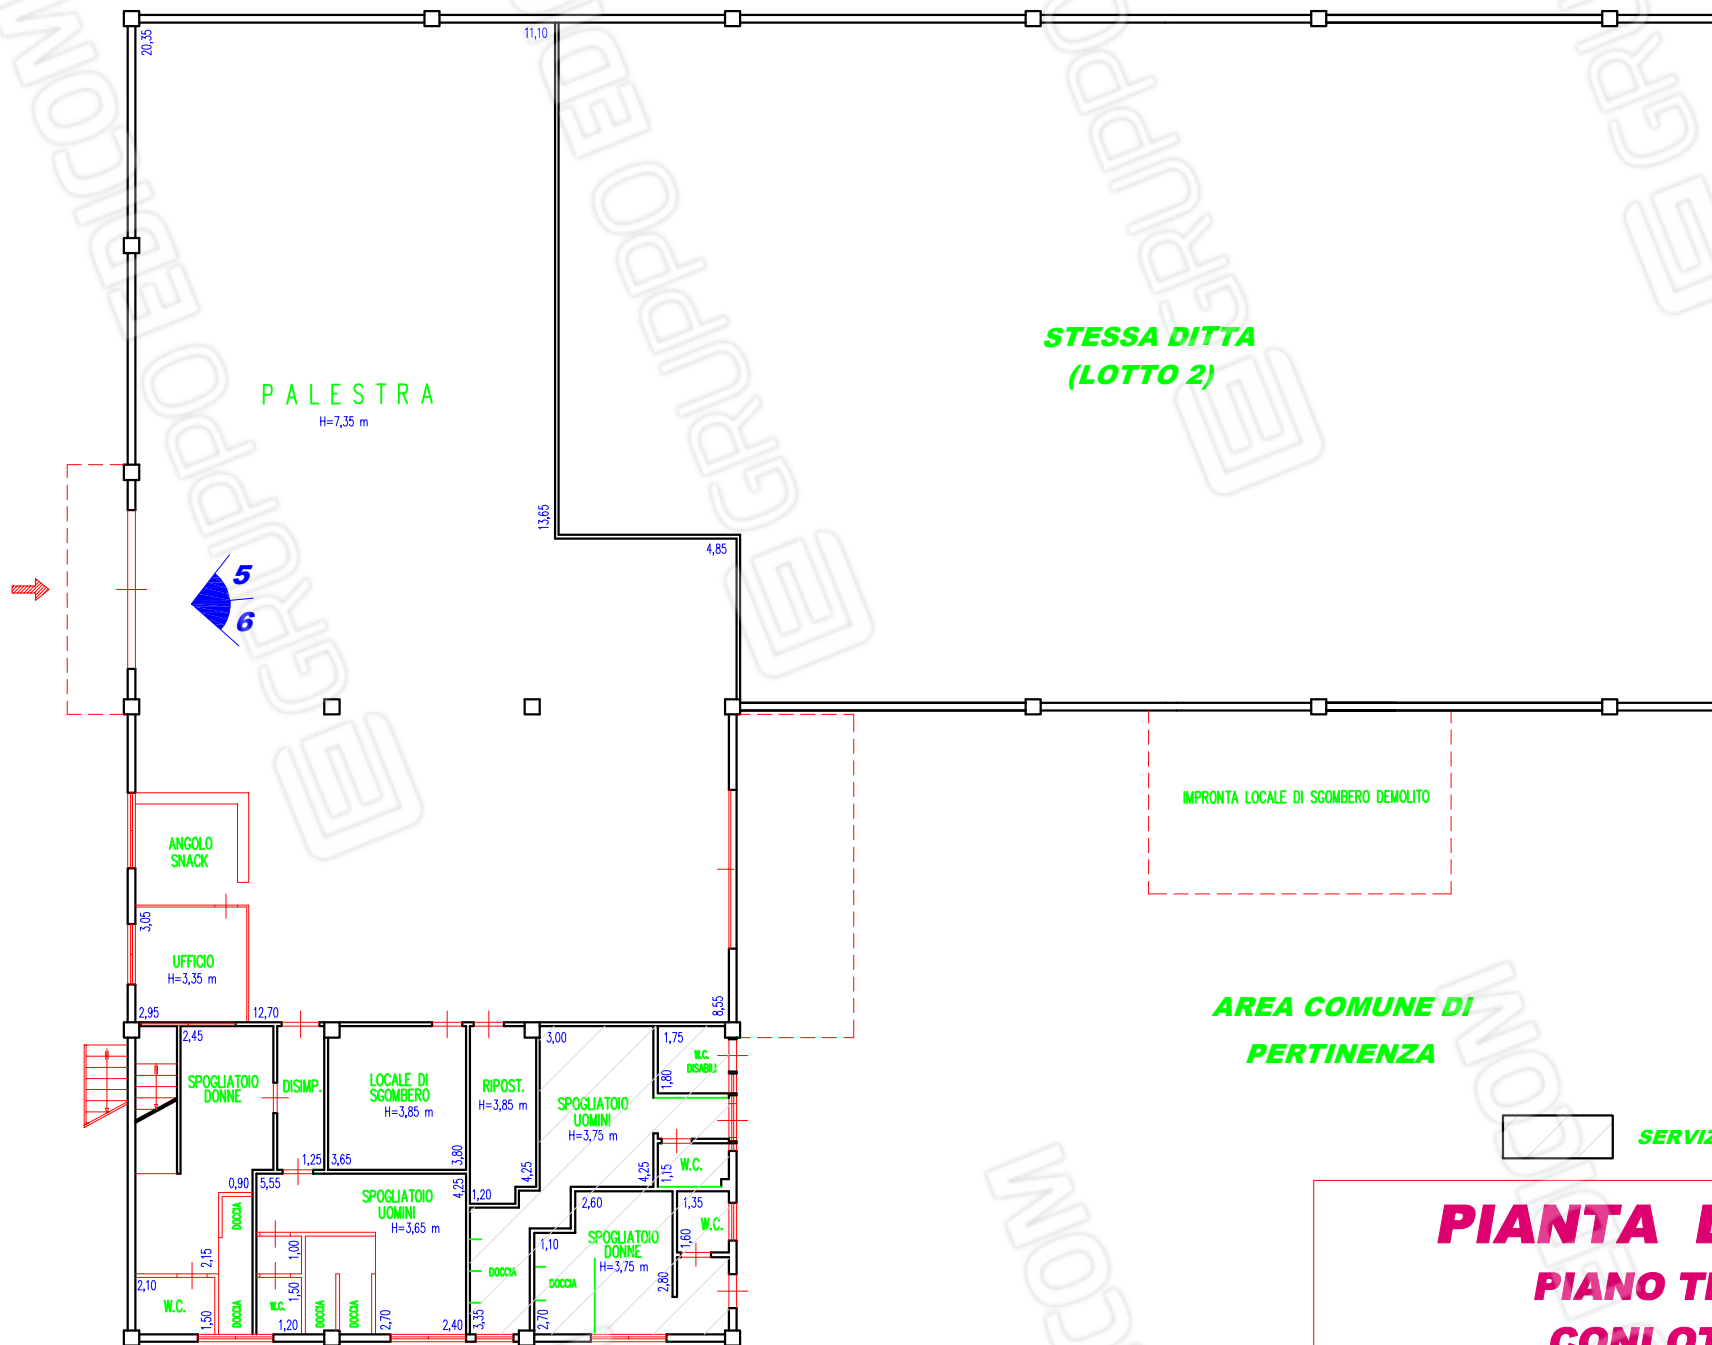 20,35
11,10
STESSA DITTA
(LOTTO 2)
PALESTRA
H=7,35 m
13,65
4,85
5
6
IMPRONTA LOCALE DI SGOMBERO DEMOLITO
ANGOLO
SNACK
3,05
UFFICIO
H=3,35 m
2,95
12,70
8,55
AREA COMUNE DI
PERTINENZA
2,45
3,00
1,75
W.C.
DISABILI
1,80
SPOGLIATOIO
DONNE
DISIMP.
LOCALE DI
SGOMBERO
H=3,85 m
RIPOST.
H=3,85 m
SPOGLIATOIO
UOMINI
H=3,75 m
1,25
3,65
3,80
4,25
4,25
1,15
W.C.
0,90
5,55
4,25
1,20
SPOGLIATOIO
UOMINI
H=3,65 m
2,60
1,35
W.C.
1,60
DOCCIA
1,10
SPOGLIATOIO
DONNE
H=3,75 m
2,15
1,00
DOCCIA
DOCCIA
2,80
2,10
W.C.
1,50
DOCCIA
W.C.
1,50
1,20
DOCCIA
DOCCIA
2,70
2,40
3,35
2,70
PIANTA
PIANO
GRUPPO EDICOM
GRUPPO EDICOM